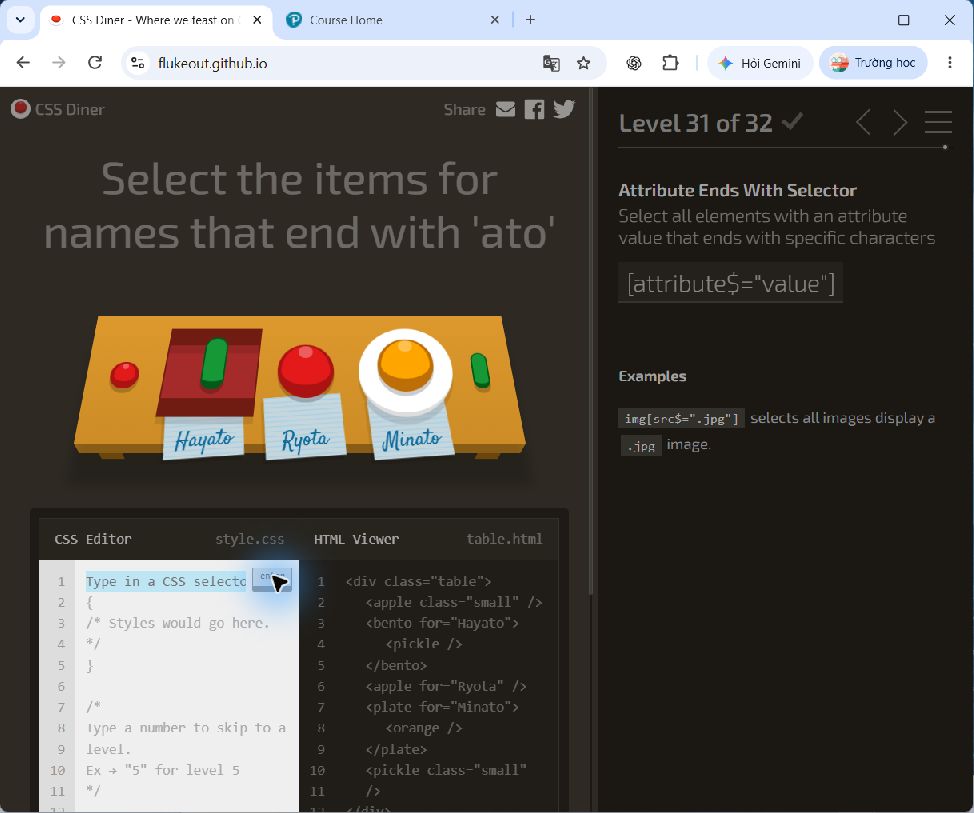 CSS Diner - Where we feast on
Course Home
flukeout.github.io
Hỏi Gemini
Trường học
CSS Diner
Share
Select the items for
names that end with 'ato'
Hayato
Ryota
Minato
CSS Editor
style.css
HTML Viewer
table.html
1
Type in a CSS selecto
2
{
3
/* Styles would go here.
4
*/
5
}
6
7
/*
8
Type a number to skip to a
9
level.
10
Ex → "5" for level 5
11
*/
1
<div class="table">
2
<apple class="small" />
3
<bento for="Hayato">
4
<pickle />
5
</bento>
6
<apple for="Ryota" />
7
<plate for="Minato">
8
<orange />
9
</plate>
10
<pickle class="small"
11
/>
12
</div>
Level 31 of 32
Attribute Ends With Selector
Select all elements with an attribute
value that ends with specific characters
[attribute$="value"]
Examples
img[src$=".jpg"] selects all images display a
.jpg image.